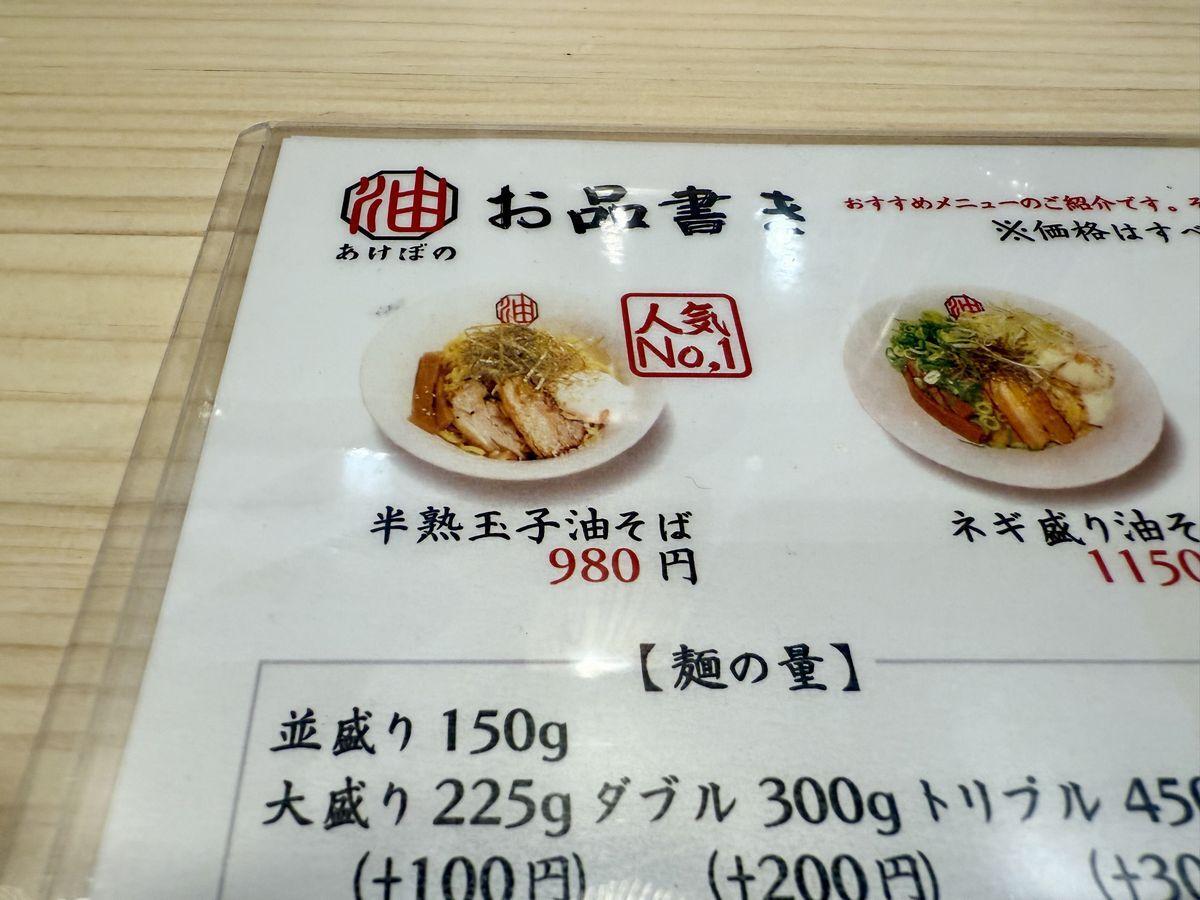 油
あけぼの
お品書き
おすすめメニューのご紹介です。そ
※価格はすべ
油
人気
No,1
油
半熟玉子油そば
980円
ネギ盛り油そ
1150
【麺の量】
並盛り 150g
大盛り 225g ダブル 300g トリプル 450
(+100円) (+200円) (+30